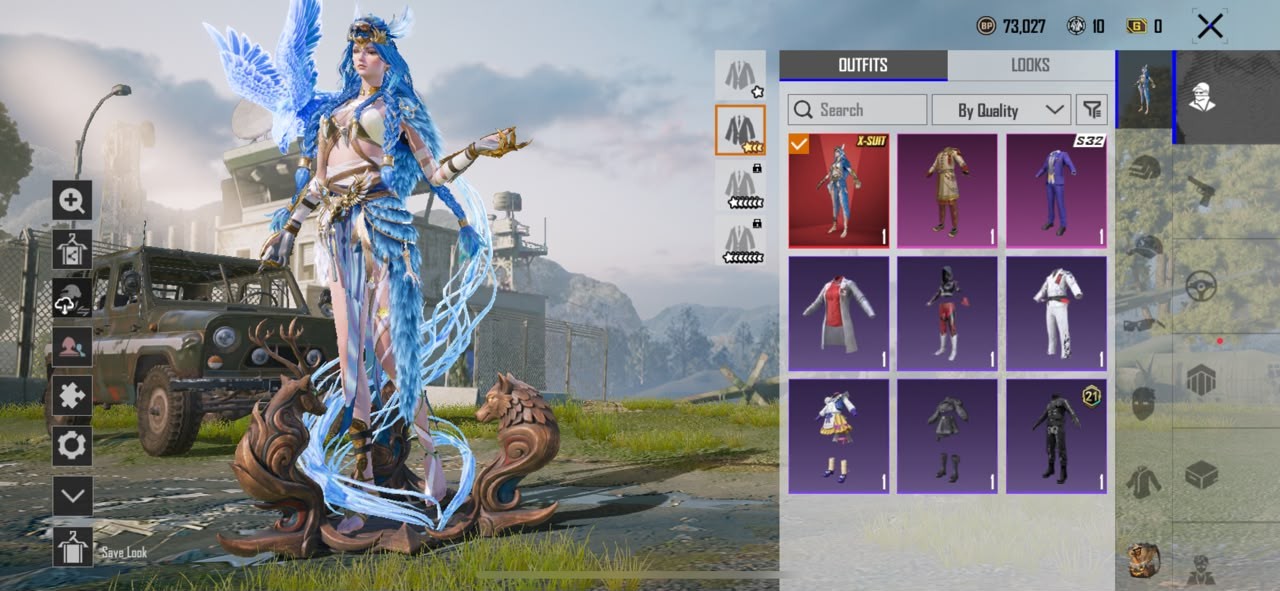 BP 73,027
10
G 0
OUTFITS
LOOKS
Search
By Quality
X-SUIT
1
1
S32
1
1
1
1
1
1
21
1
Save Look